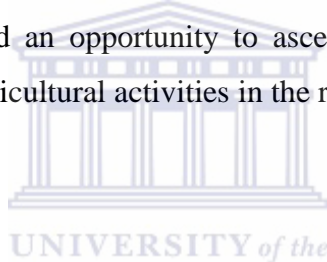 d an opportunity to asce
icultural activities in the r
UNIVERSITY of the